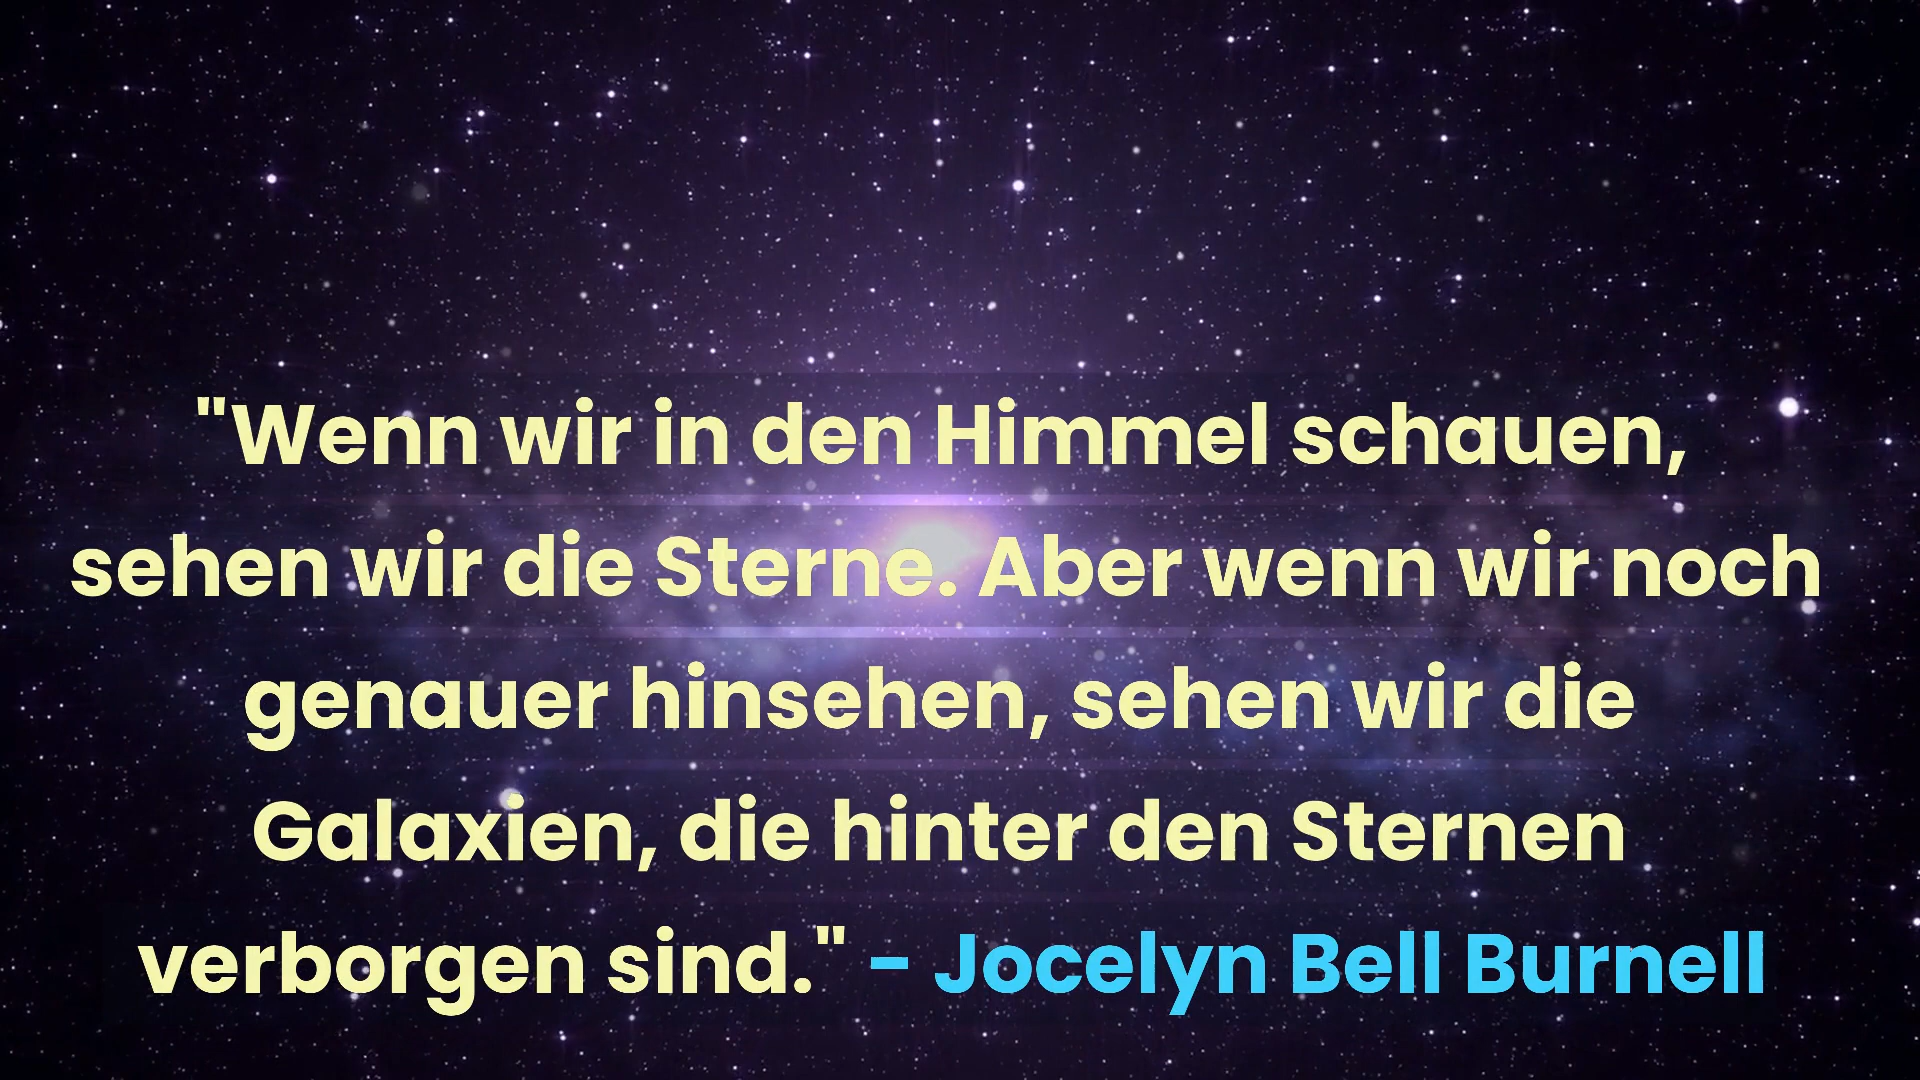 "Wenn wir in den Himmel schauen,
sehen wir die Sterne. Aber wenn wir noch
genauer hinsehen, sehen wir die
Galaxien, die hinter den Sternen
verborgen sind." - Jocelyn Bell Burnell